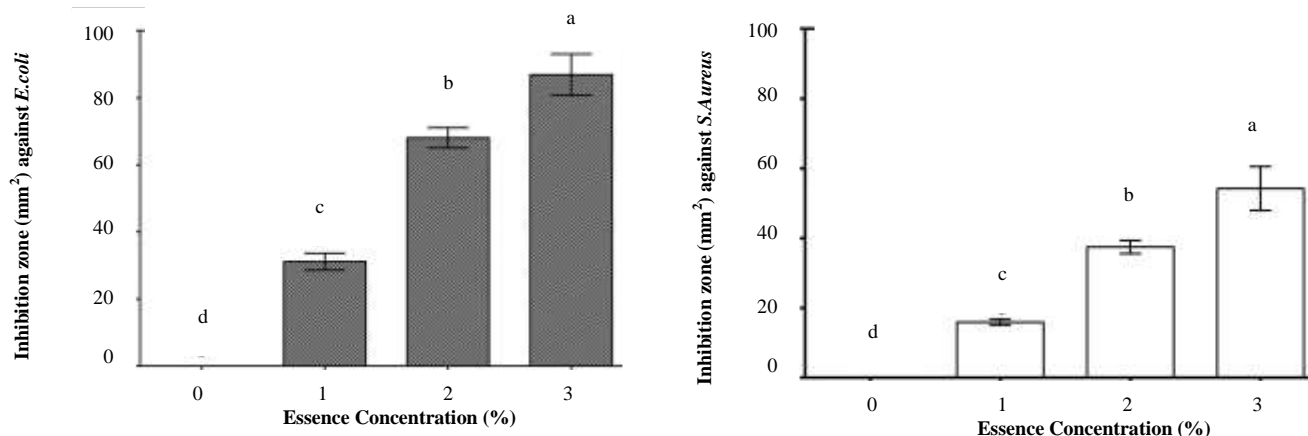 Inhibition zone (mm²) against E.coli
100
80
60
40
20
0
d
c
b
a
0 1 2 3
Essence Concentration (%)
Inhibition zone (mm²) against S.Aureus
100
80
60
40
20
0
d
c
b
a
0 1 2 3
Essence Concentration (%)